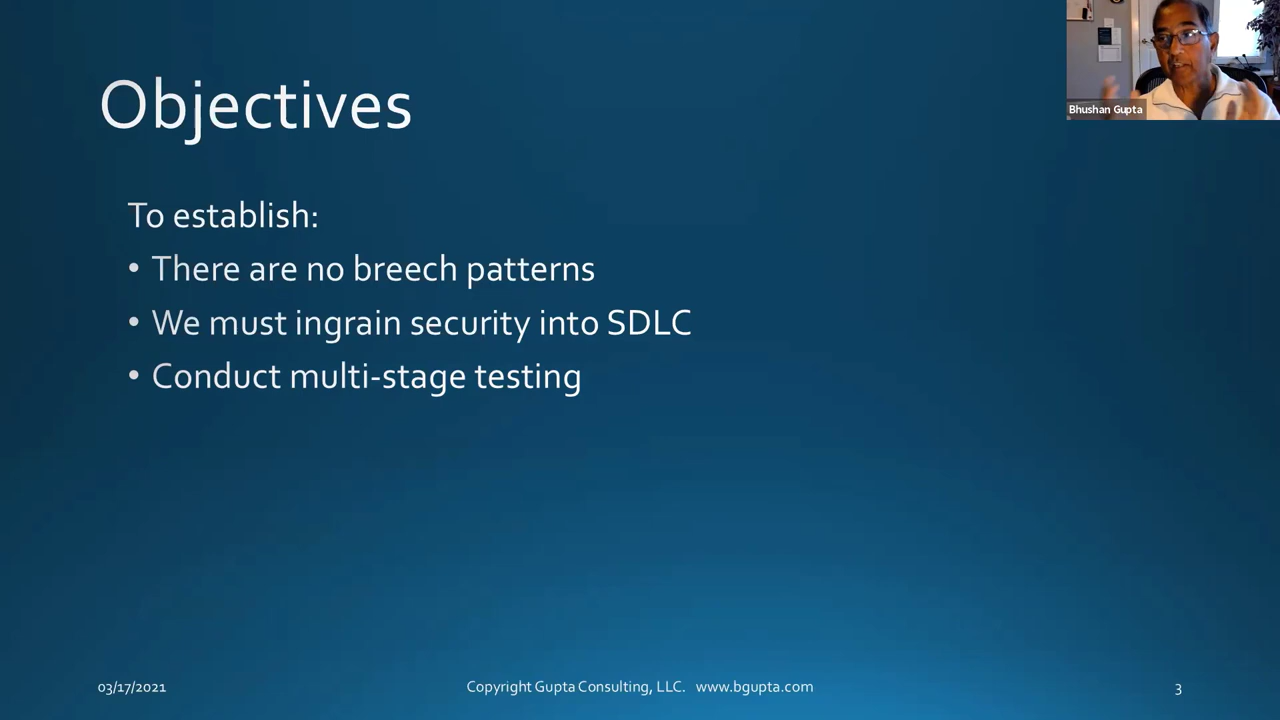 Objectives
Bhushan Gupta
To establish:
• There are no breech patterns
• We must ingrain security into SDLC
• Conduct multi-stage testing
03/17/2021
Copyright Gupta Consulting, LLC. www.bgupta.com
3